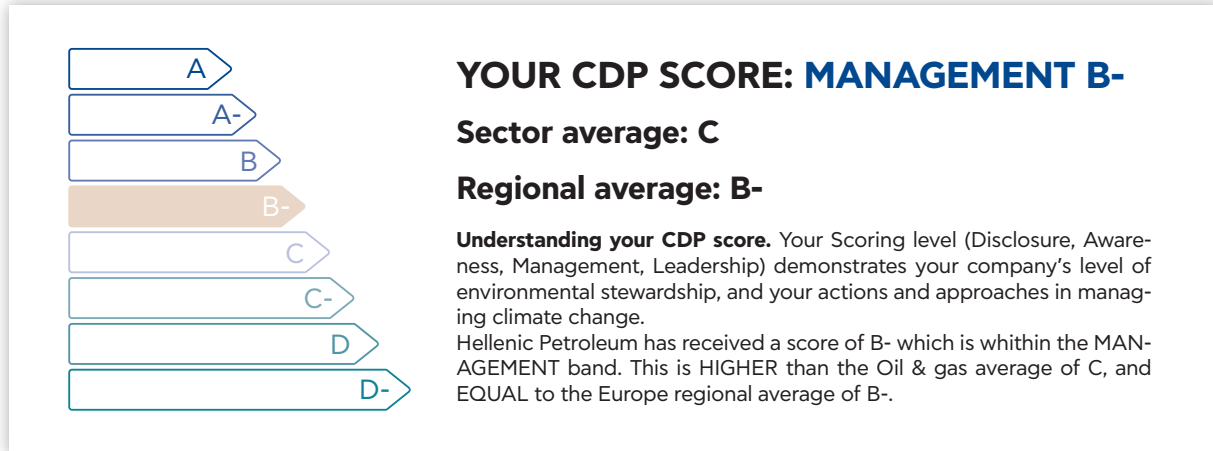 A
A-
B
B-
C
C-
D
D-
YOUR CDP SCORE: MANAGEMENT B-
Sector average: C
Regional average: B-
Understanding your CDP score. Your Scoring level (Disclosure, Aware-
ness, Management, Leadership) demonstrates your company's level of
environmental stewardship, and your actions and approaches in manag-
ing climate change.
Hellenic Petroleum has received a score of B- which is whithin the MAN-
AGEMENT band. This is HIGHER than the Oil & gas average of C, and
EQUAL to the Europe regional average of B-.